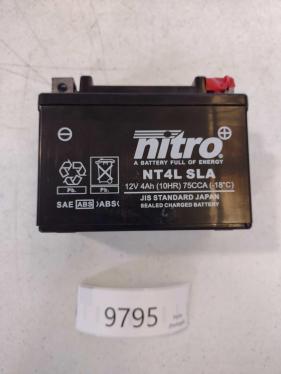 nitro
A BATTERY FULL OF ENERGY
NT4L SLA
12V 4Ah (10HR) 75CCA (-18°C)
JIS STANDARD JAPAN
SEALED CHARGED BATTERY
Pb. Pb.
SAE ABS
9795